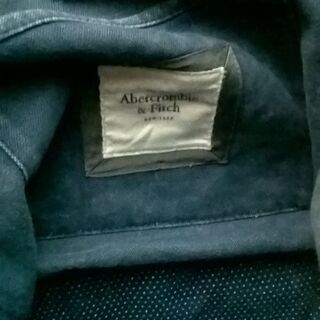 Abercrombie
& Fitch
NEW YORK